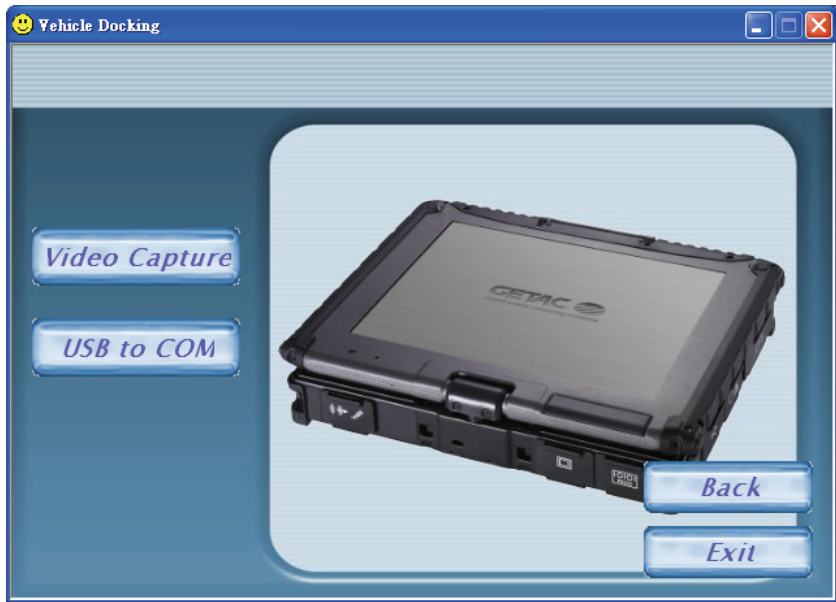 Vehicle Docking
Video Capture
USB to COM
GETAC
Back
Exit